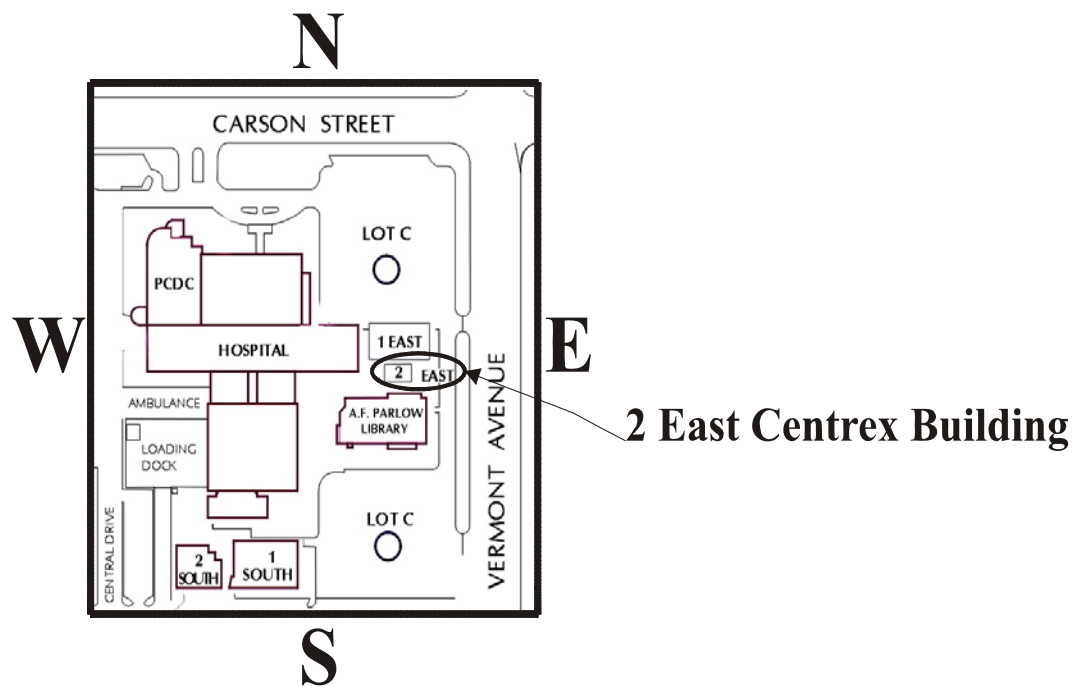 N
CARSON STREET
LOT C
PCDC
W
E
1 EAST
HOSPITAL
2 EAST
2 East Centrex Building
AMBULANCE
A.F. PARLOW
LIBRARY
VERMONT AVENUE
LOADING
DOCK
LOT C
CENTRAL DRIVE
2
SOUTH
1
SOUTH
S